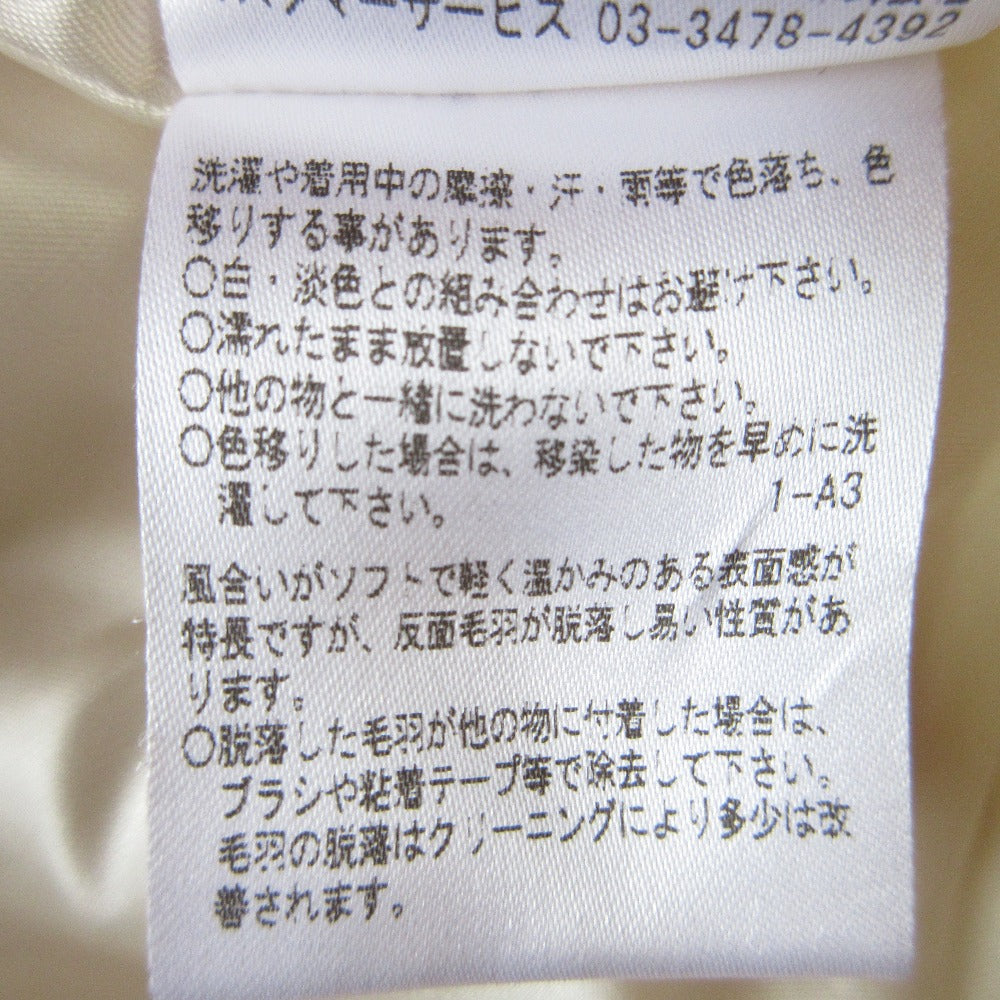 マーサービス 03-3478-4392
洗濯や着用中の摩擦・汗・雨等で色落ち、色
移りする事があります。
○白・淡色との組み合わせはお避け下さい。
○濡れたまま放置しないで下さい。
○他の物と一緒に洗わないで下さい。
○色移りした場合は、移染した物を早めに洗
濯して下さい。 1-A3
風合いがソフトで軽く温かみのある表面感が
特長ですが、反面毛羽が脱落し易い性質があ
ります。
○脱落した毛羽が他の物に付着した場合は、
ブラシや粘着テープ等で除去して下さい。
毛羽の脱落はクリーニングにより多少は改
善されます。